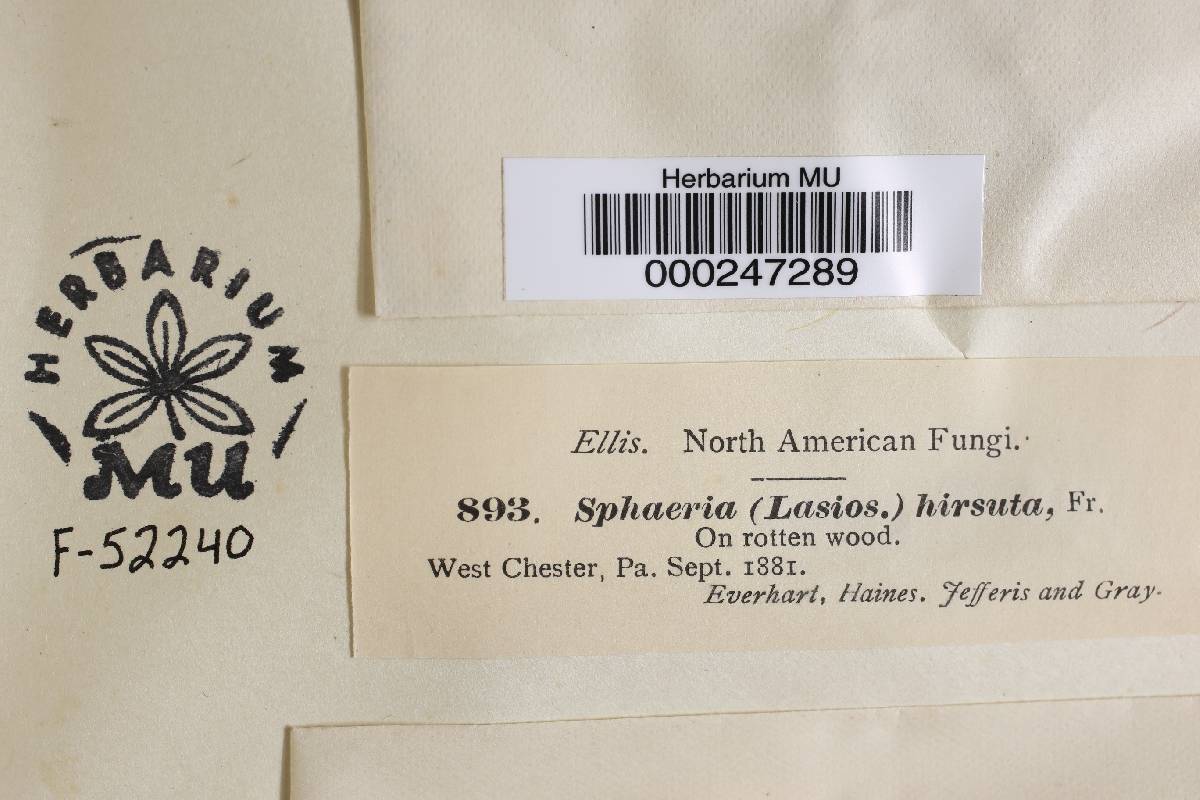 Herbarium MU
000247289
HERBARIUM
MU
F-52240
Ellis. North American Fungi.
893. Sphaeria (Lasios.) hirsuta, Fr.
On rotten wood.
West Chester, Pa. Sept. 1881.
Everhart, Haines. Jefferis and Gray.